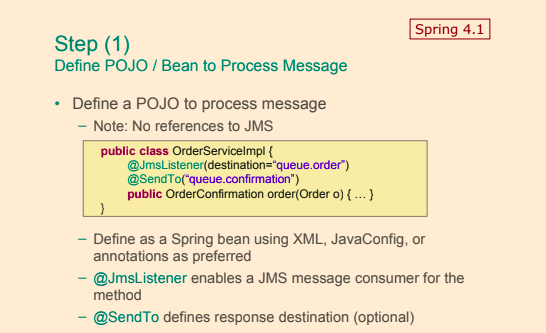 Spring 4.1
Step (1)
Define POJO / Bean to Process Message
• Define a POJO to process message
– Note: No references to JMS
public class OrderServiceImpl {
@JmsListener(destination=“queue.order”)
@SendTo(“queue.confirmation”)
public OrderConfirmation order(Order o) { … }
}
– Define as a Spring bean using XML, JavaConfig, or
annotations as preferred
– @JmsListener enables a JMS message consumer for the
method
– @SendTo defines response destination (optional)